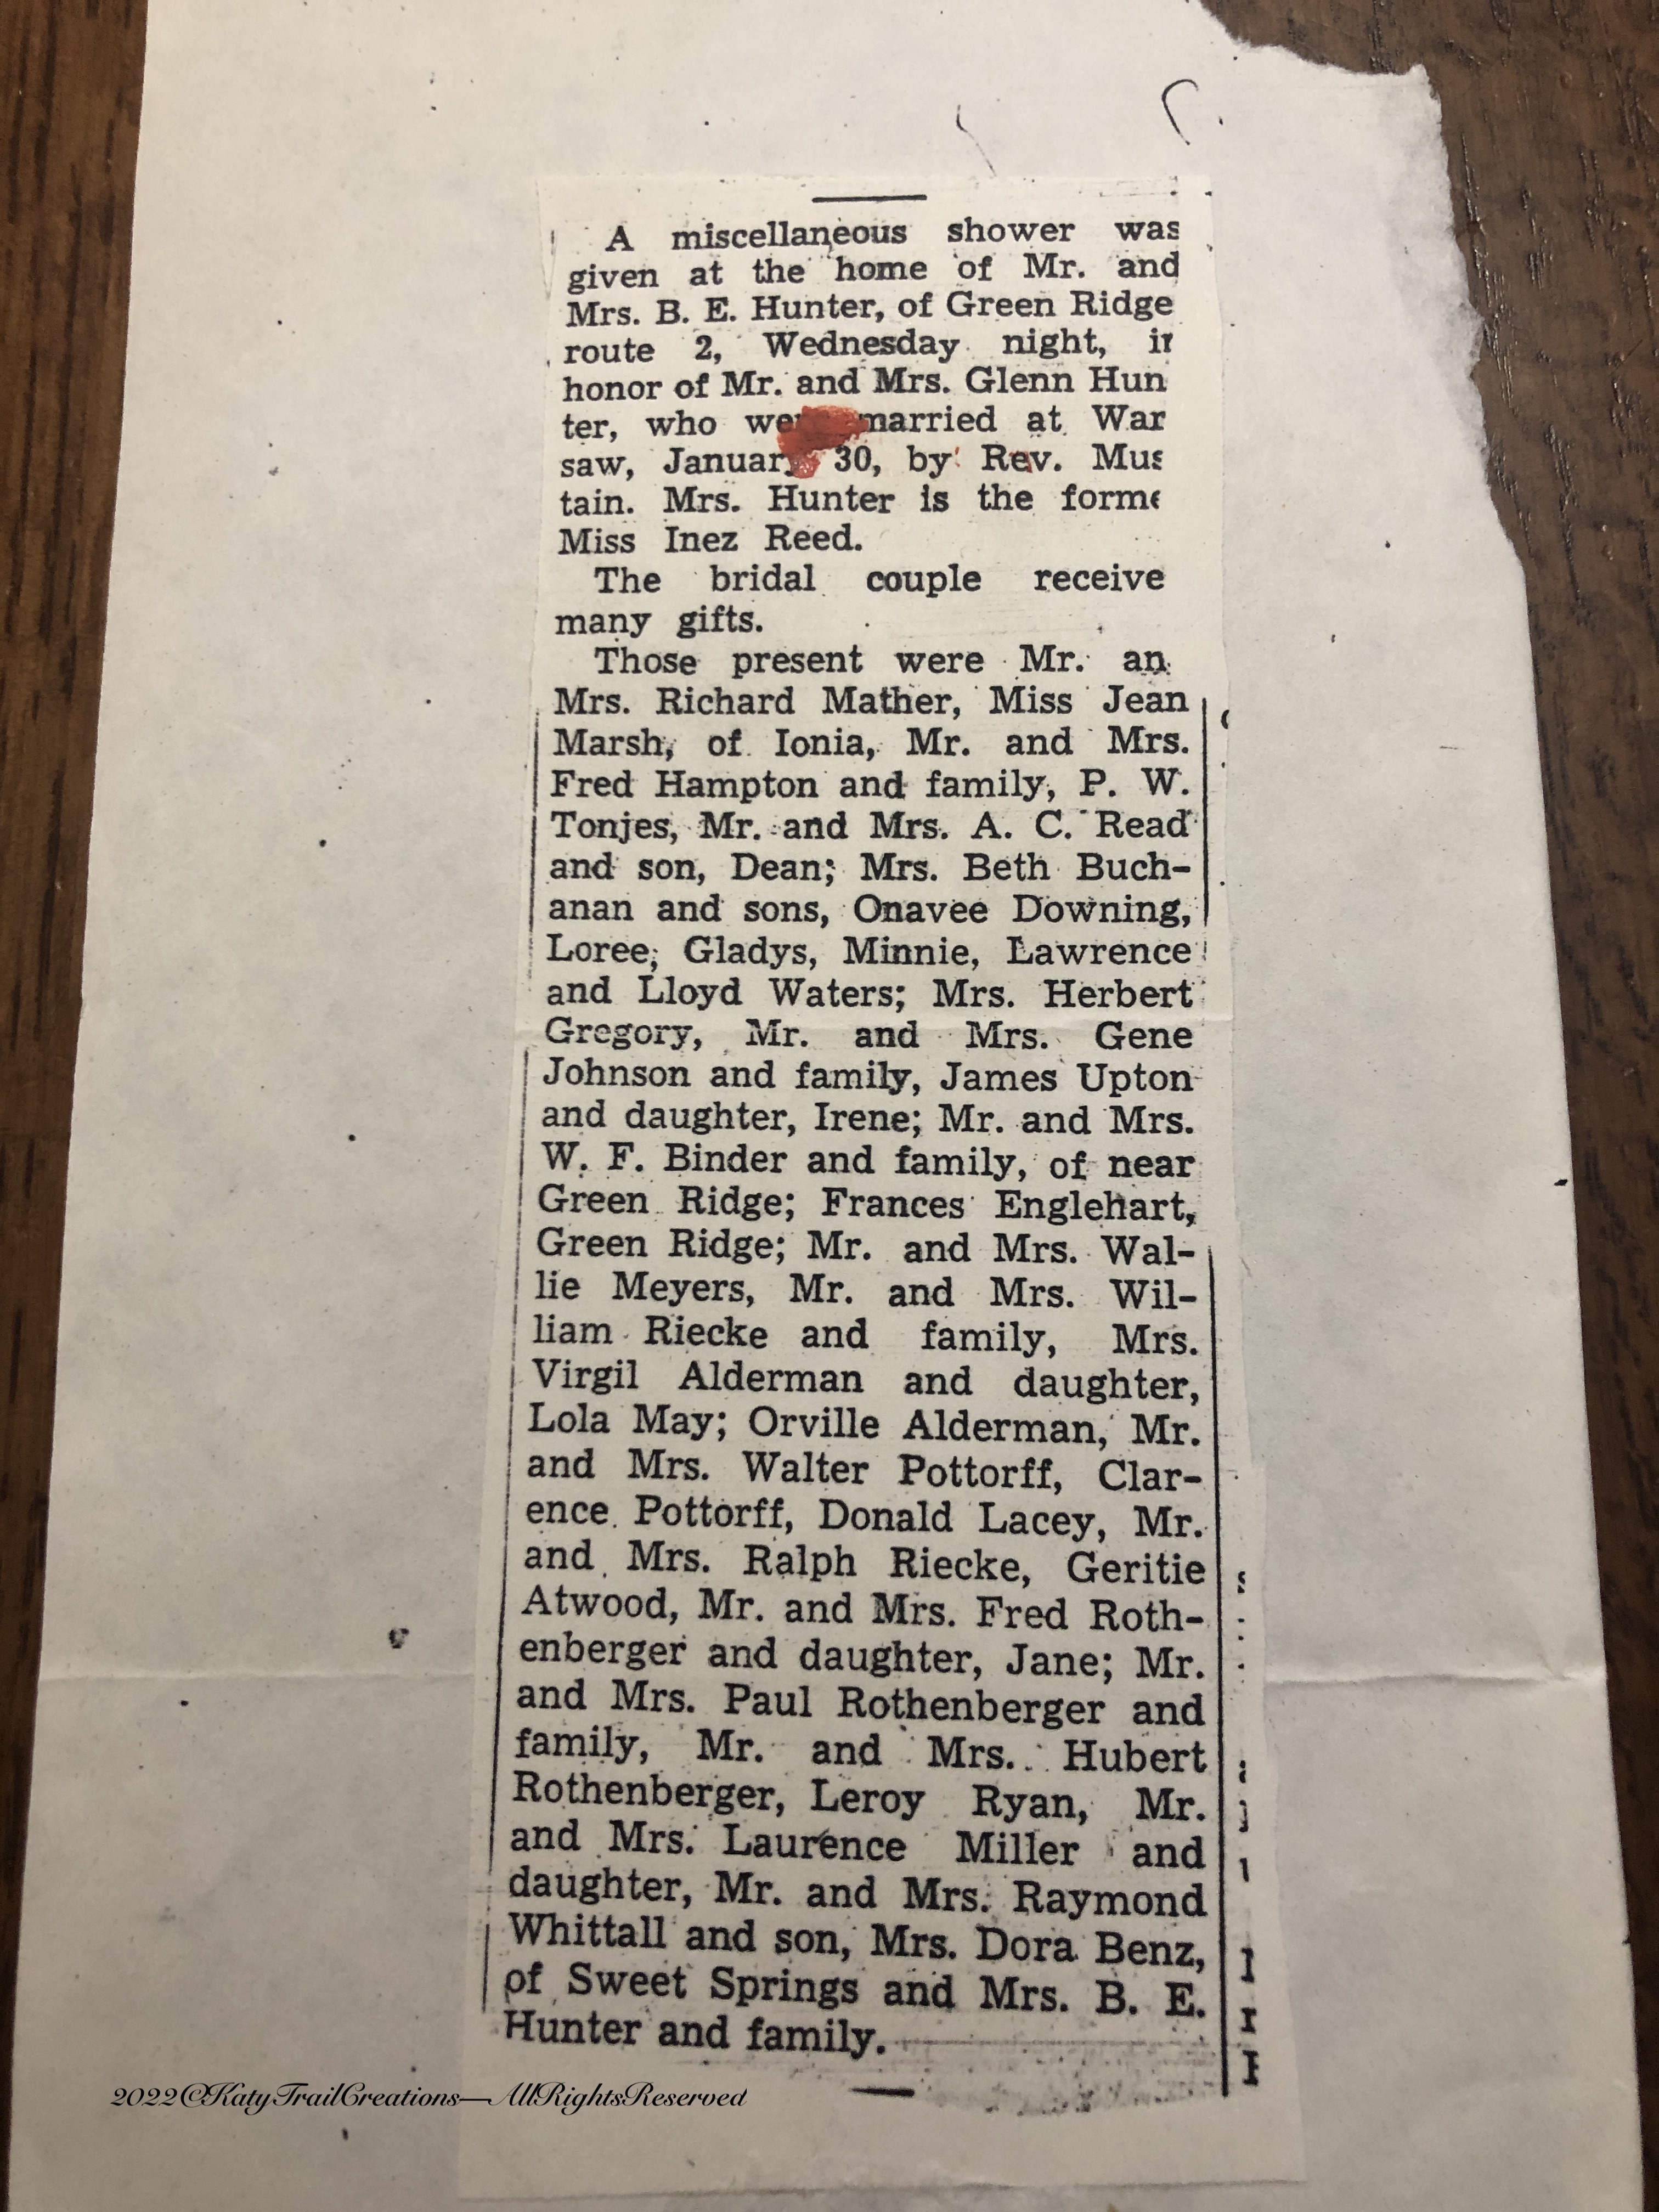 A miscellaneous shower was
given at the home of Mr. and
Mrs. B. E. Hunter, of Green Ridge
route 2, Wednesday night, in
honor of Mr. and Mrs. Glenn Hun
ter, who were married at War
saw, January 30, by Rev. Mus
tain. Mrs. Hunter is the forme
Miss Inez Reed.
The bridal couple receive
many gifts.
Those present were Mr. an
Mrs. Richard Mather, Miss Jean
Marsh, of Ionia, Mr. and Mrs.
Fred Hampton and family, P. W.
Tonjes, Mr. and Mrs. A. C. Read
and son, Dean; Mrs. Beth Buch-
anan and sons, Onavee Downing,
Loree, Gladys, Minnie, Lawrence
and Lloyd Waters; Mrs. Herbert
Gregory, Mr. and Mrs. Gene
Johnson and family, James Upton
and daughter, Irene; Mr. and Mrs.
W. F. Binder and family, of near
Green Ridge; Frances Englehart,
Green Ridge; Mr. and Mrs. Wal-
lie Meyers, Mr. and Mrs. Wil-
liam Riecke and family, Mrs.
Virgil Alderman and daughter,
Lola May; Orville Alderman, Mr.
and Mrs. Walter Pottorff, Clar-
ence Pottorff, Donald Lacey, Mr.
and Mrs. Ralph Riecke, Geritie
Atwood, Mr. and Mrs. Fred Roth-
enberger and daughter, Jane; Mr.
and Mrs. Paul Rothenberger and
family, Mr. and Mrs. Hubert
Rothenberger, Leroy Ryan, Mr.
and Mrs. Laurence Miller and
daughter, Mr. and Mrs. Raymond
Whittall and son, Mrs. Dora Benz,
of Sweet Springs and Mrs. B. E.
Hunter and family.
2022©KatyTrailCreations—AllRightsReserved